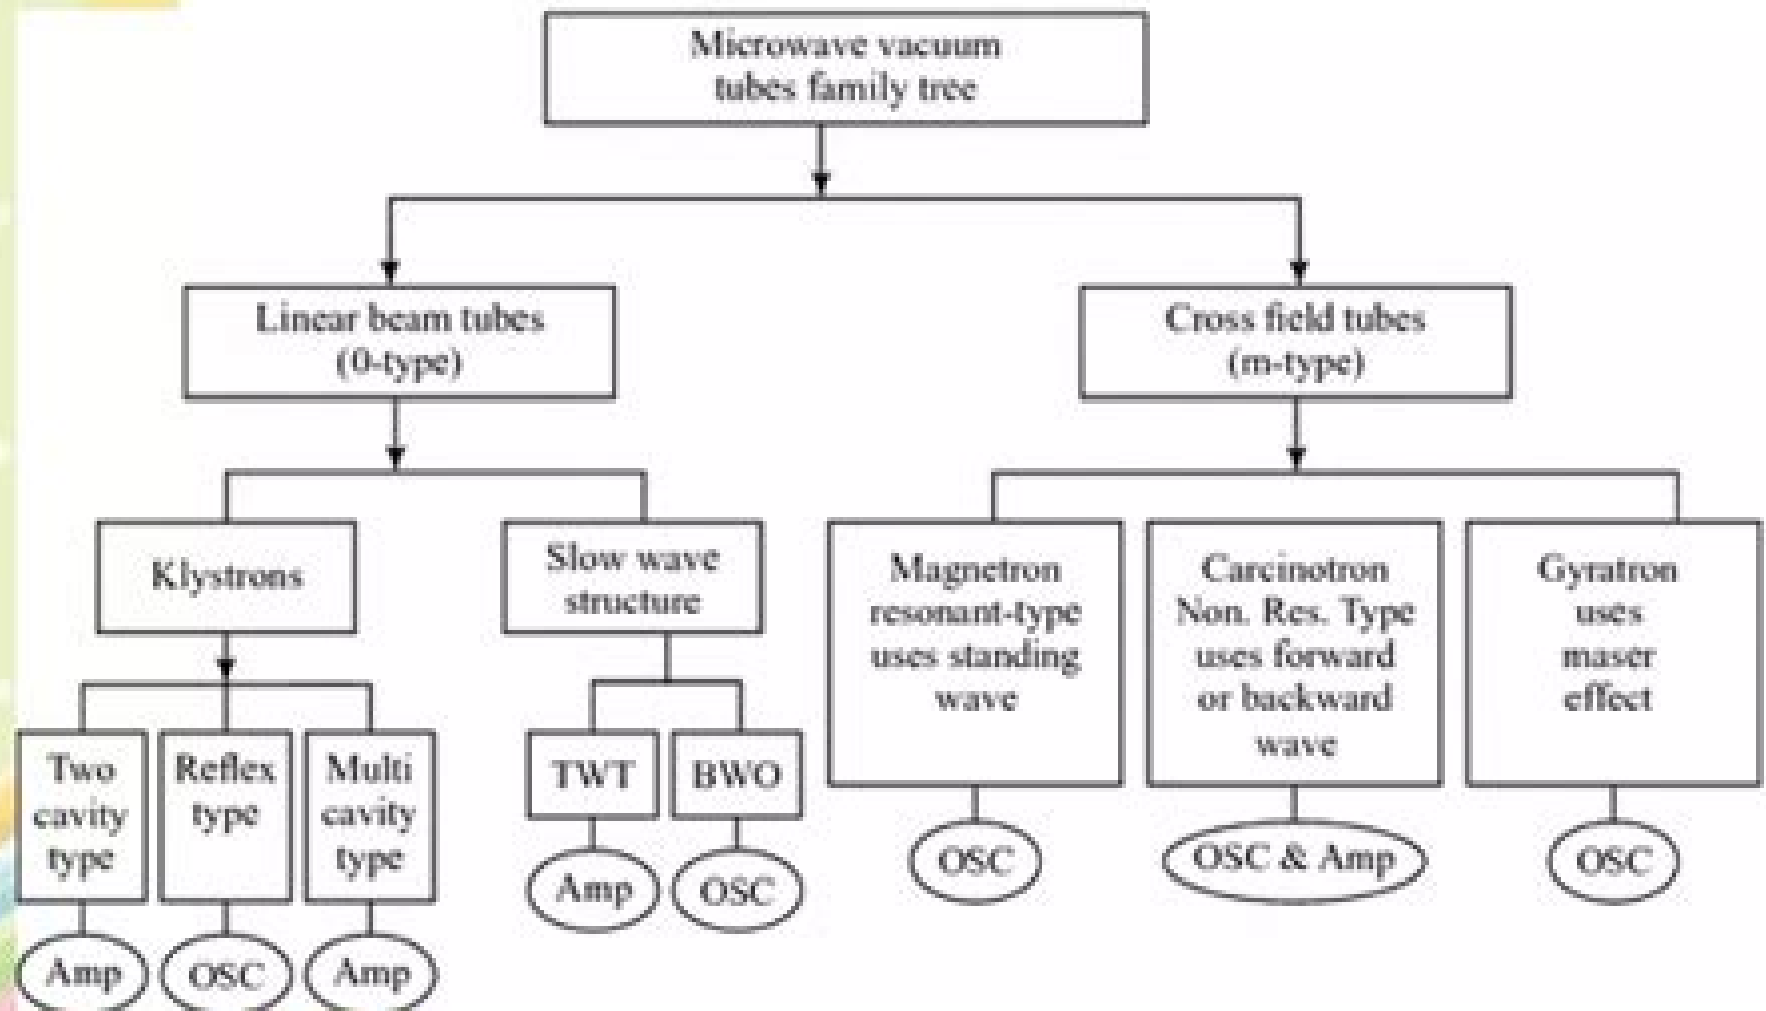 Microwave vacuum
tubes family tree
Linear beam tubes
(0-type)
Cross field tubes
(m-type)
Klystrons
Slow wave
structure
Magnetron
resonant-type
uses standing
wave
Carcinotron
Non. Res. Type
uses forward
or backward
wave
Gyratron
uses
maser
effect
Two
cavity
type
Reflex
type
Multi
cavity
type
TWT
BWO
Amp
OSC
Amp
Amp
OSC
OSC
OSC & Amp
OSC